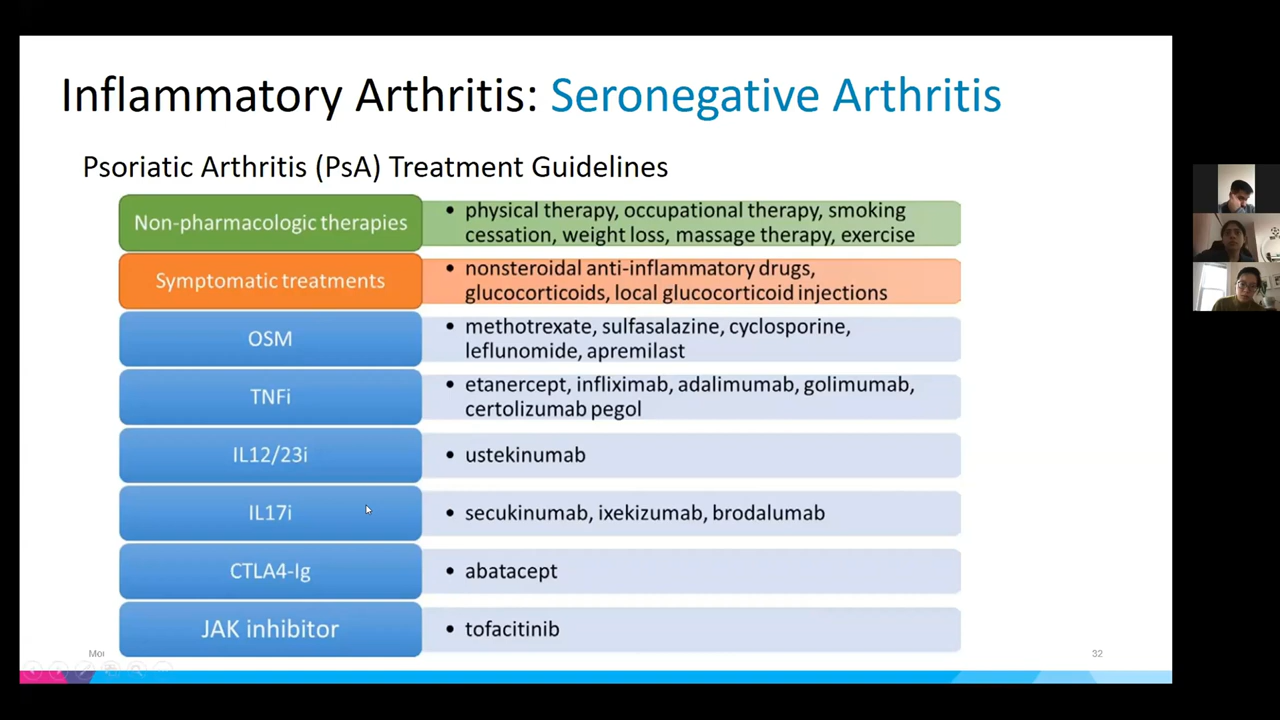 Inflammatory Arthritis: Seronegative Arthritis
Psoriatic Arthritis (PsA) Treatment Guidelines
Non-pharmacologic therapies
• physical therapy, occupational therapy, smoking
cessation, weight loss, massage therapy, exercise
Symptomatic treatments
• nonsteroidal anti-inflammatory drugs,
glucocorticoids, local glucocorticoid injections
OSM
• methotrexate, sulfasalazine, cyclosporine,
leflunomide, apremilast
TNFi
• etanercept, infliximab, adalimumab, golimumab,
certolizumab pegol
IL12/23i
• ustekinumab
IL17i
• secukinumab, ixekizumab, brodalumab
CTLA4-Ig
• abatacept
JAK inhibitor
• tofacitinib
32